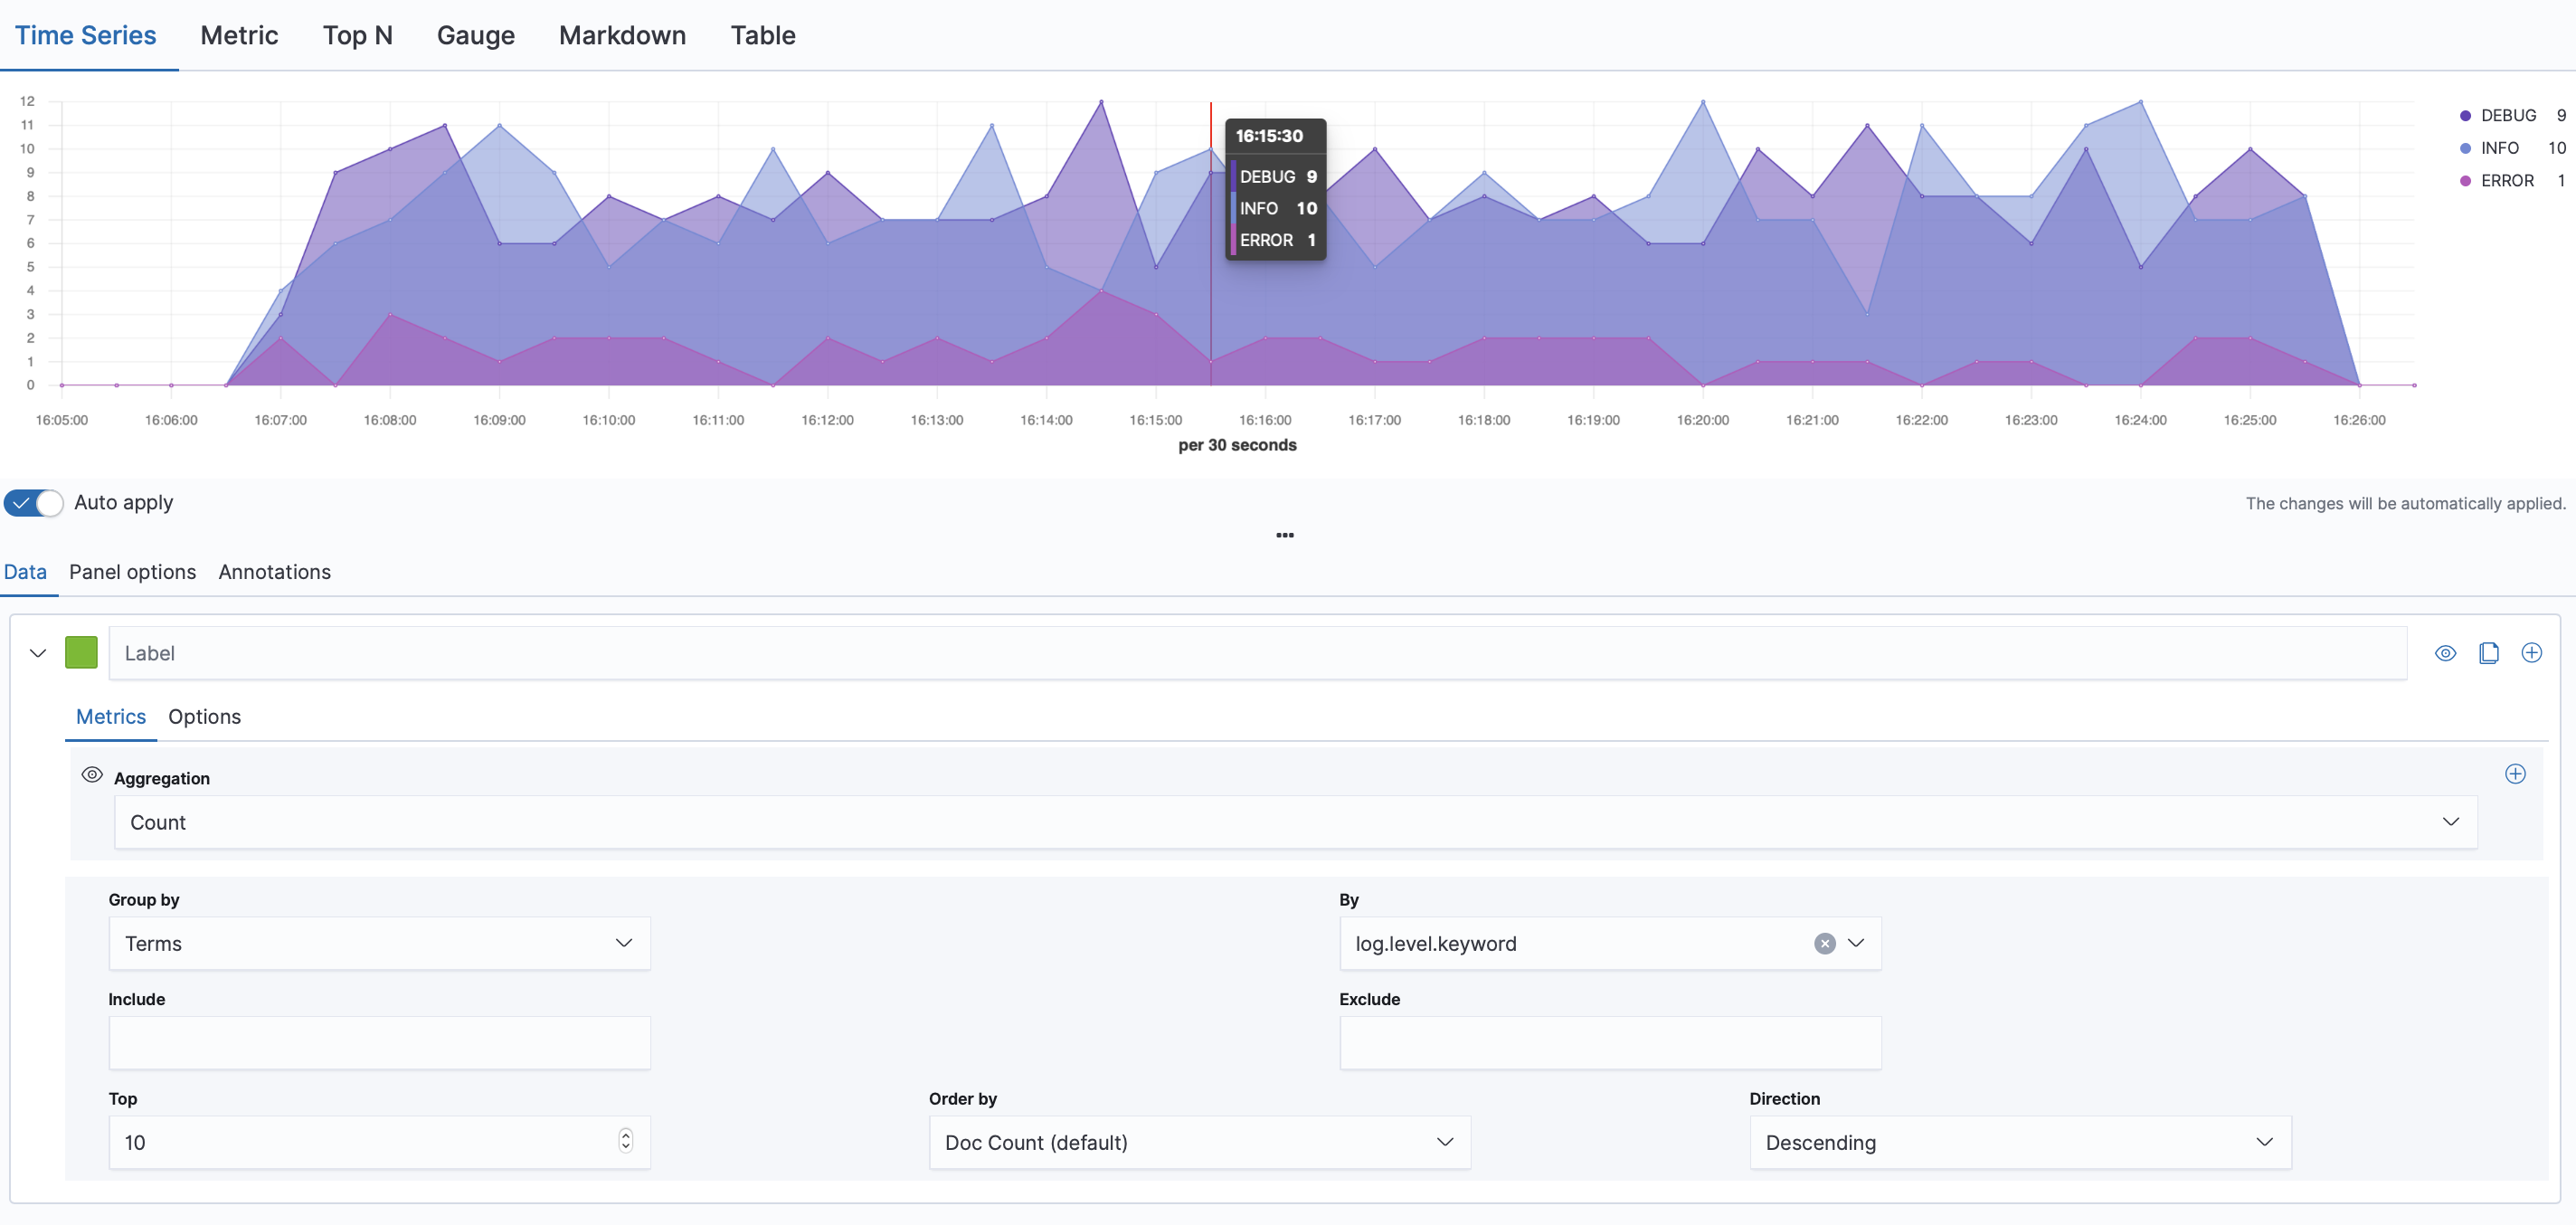 Time Series Metric Top N Gauge Markdown Table
12
11
10
9
8
7
6
5
4
3
2
1
0
16:05:00 16:06:00 16:07:00 16:08:00 16:09:00 16:10:00 16:11:00 16:12:00 16:13:00 16:14:00 16:15:00 16:16:00 16:17:00 16:18:00 16:19:00 16:20:00 16:21:00 16:22:00 16:23:00 16:24:00 16:25:00 16:26:00
per 30 seconds
16:15:30
DEBUG 9
INFO 10
ERROR 1
DEBUG 9
INFO 10
ERROR 1
Auto apply
The changes will be automatically applied.
Data Panel options Annotations
Label
Metrics Options
Aggregation
Count
Group by By
Terms log.level.keyword
Include Exclude
Top Order by Direction
10 Doc Count (default) Descending